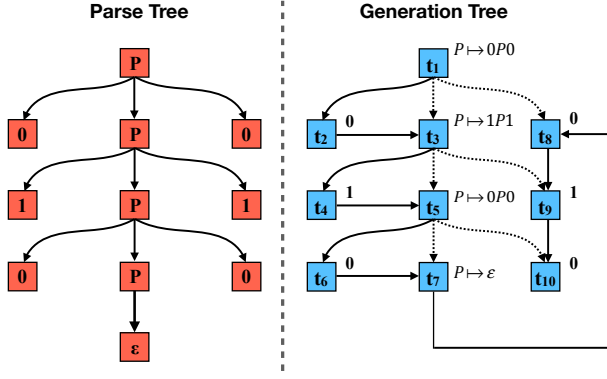 Parse Tree
P
0 P 0
1 P 1
0 P 0
ε
Generation Tree
t₁ P ↦ 0P0
t₂ 0 t₃ P ↦ 1P1 t₈ 0
t₄ 1 t₅ P ↦ 0P0 t₉ 1
t₆ 0 t₇ P ↦ ε t₁₀ 0